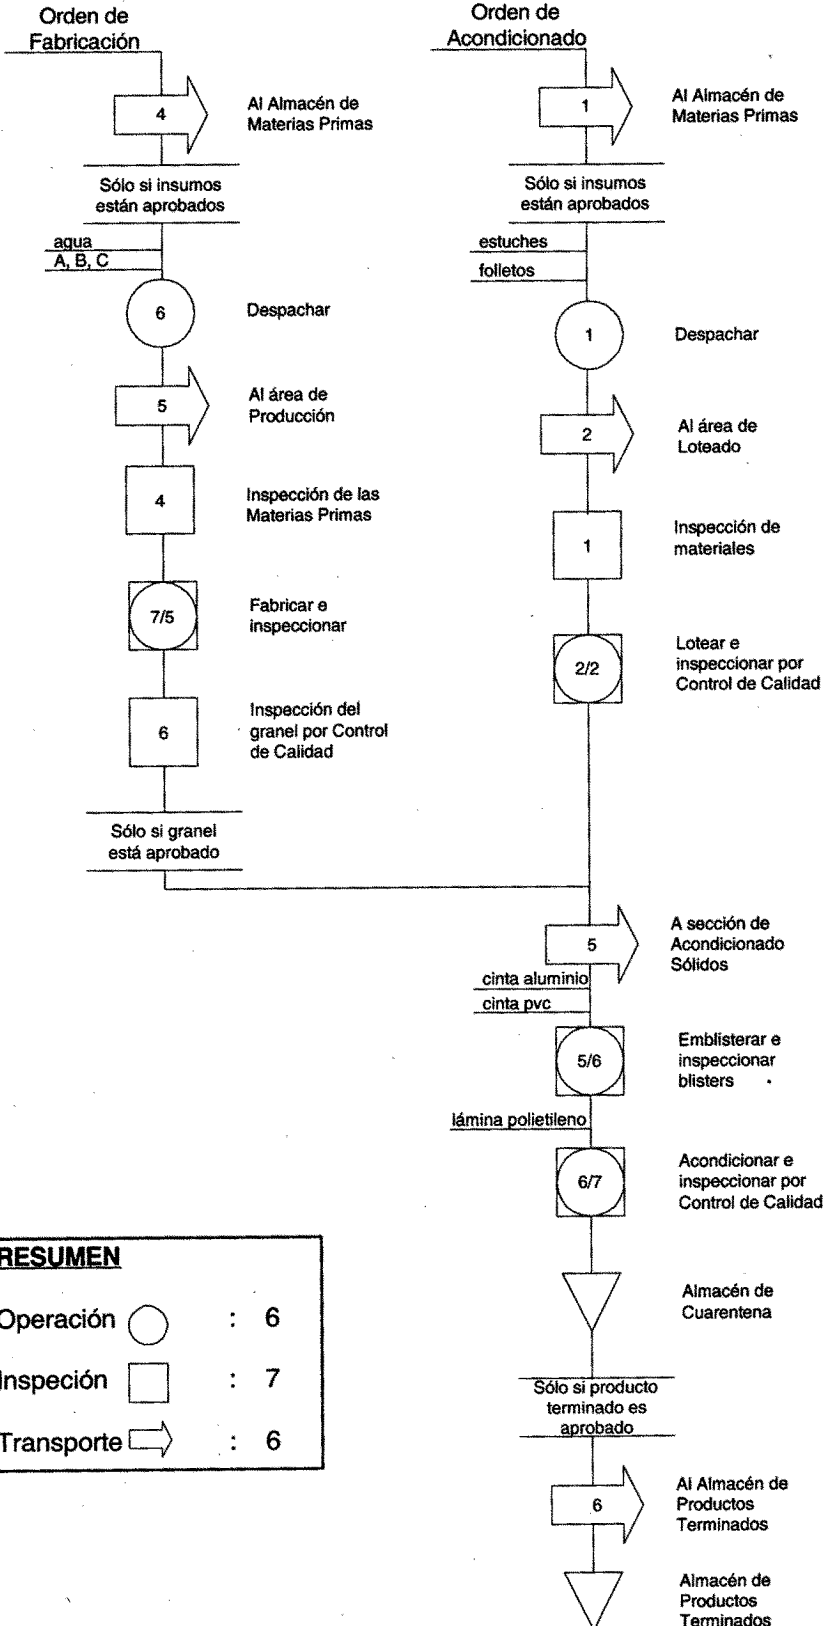 Orden de
Fabricación
4
Al Almacén de
Materias Primas
Sólo si insumos
están aprobados
agua
A, B, C
6
Despachar
5
Al área de
Producción
4
Inspección de las
Materias Primas
7/5
Fabricar e
inspeccionar
6
Inspección del
granel por Control
de Calidad
Sólo si granel
está aprobado
Orden de
Acondicionado
1
Al Almacén de
Materias Primas
Sólo si insumos
están aprobados
estuches
folletos
1
Despachar
2
Al área de
Loteado
1
Inspección de
materiales
2/2
Lotear e
inspeccionar por
Control de Calidad
5
A sección de
Acondicionado
Sólidos
cinta aluminio
cinta pvc
5/6
Emblisterar e
inspeccionar
blisters
lámina polietileno
6/7
Acondicionar e
inspeccionar por
Control de Calidad
Almacén de
Cuarentena
Sólo si producto
terminado es
aprobado
6
Al Almacén de
Productos
Terminados
Almacén de
Productos
Terminados
RESUMEN
Operación : 6
Inspeción : 7
Transporte : 6